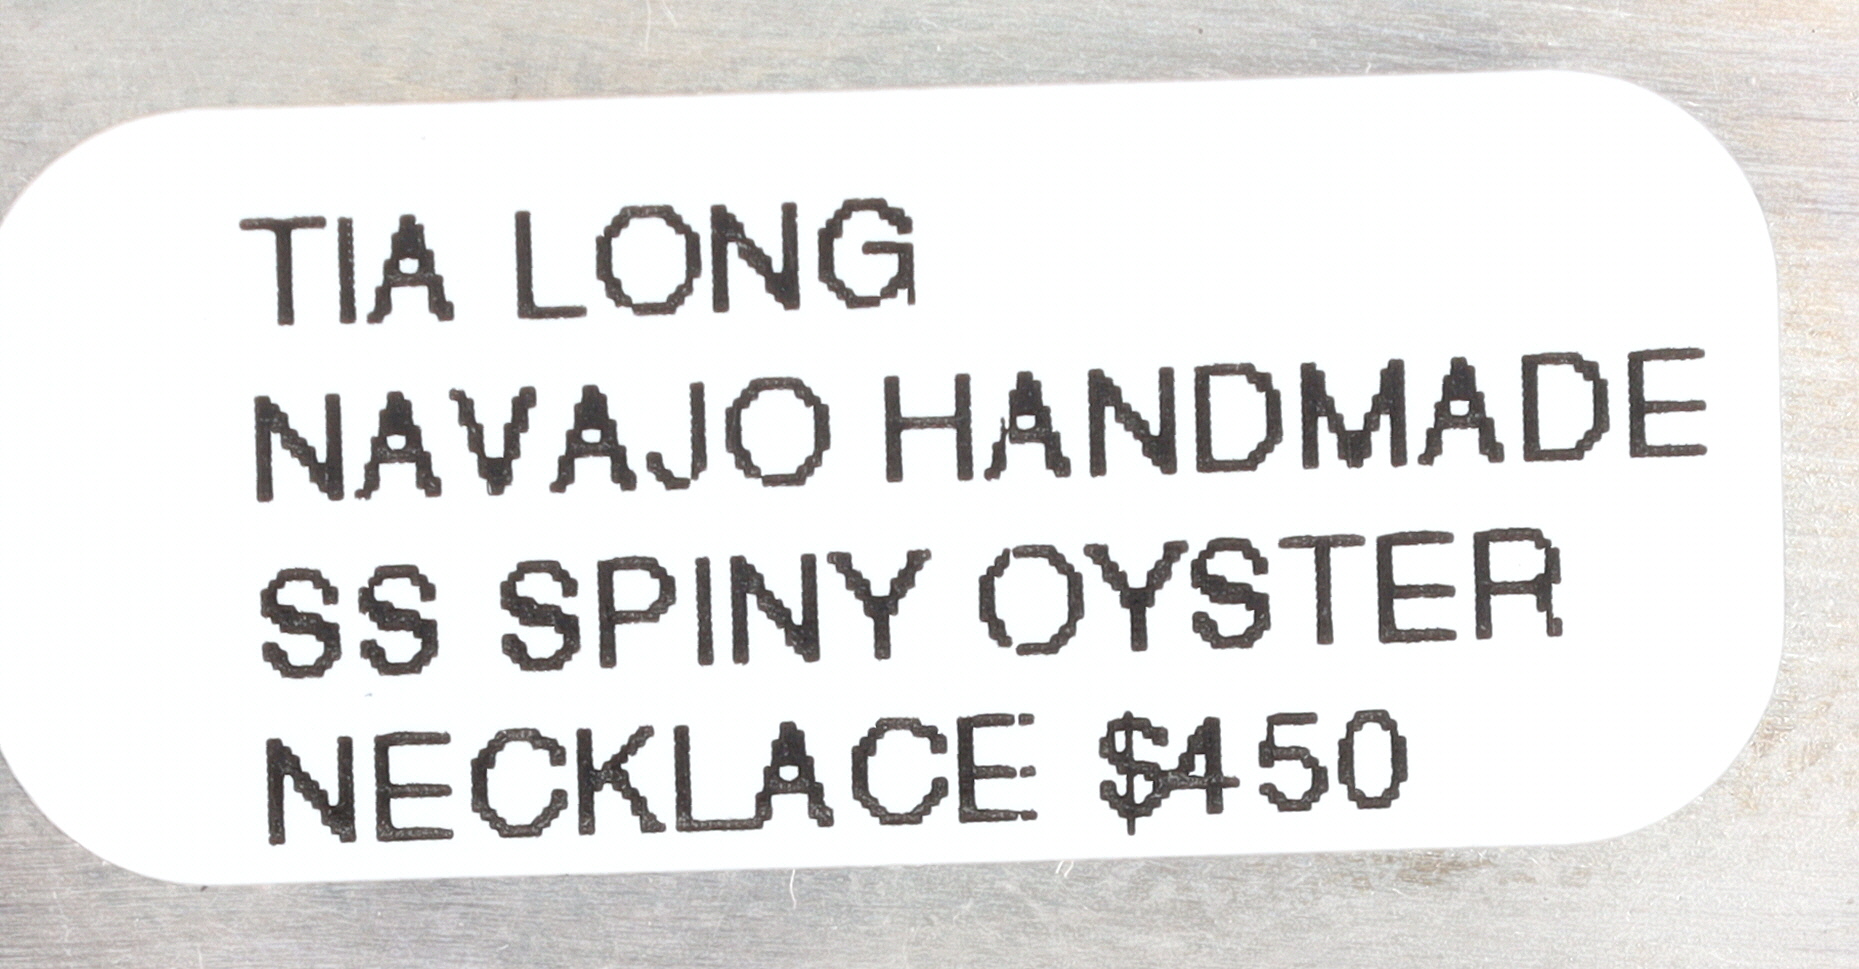 TIA LONG
NAVAJO HANDMADE
SS SPINY OYSTER
NECKLACE $450